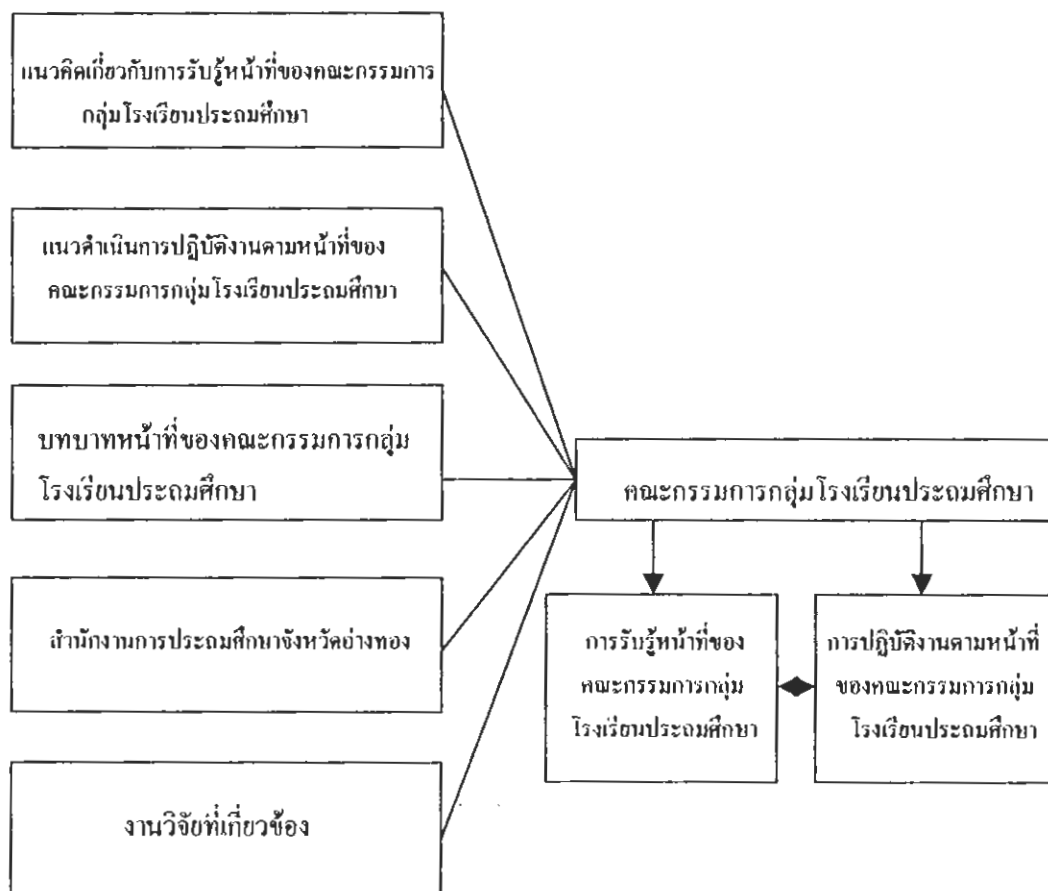 แนวคิดเกี่ยวกับการรับรู้หน้าที่ของคณะกรรมการ
กลุ่มโรงเรียนประถมศึกษา
แนวดำเนินการปฏิบัติงานตามหน้าที่ของ
คณะกรรมการกลุ่มโรงเรียนประถมศึกษา
บทบาทหน้าที่ของคณะกรรมการกลุ่ม
โรงเรียนประถมศึกษา
สำนักงานการประถมศึกษาจังหวัดอ่างทอง
งานวิจัยที่เกี่ยวข้อง
คณะกรรมการกลุ่มโรงเรียนประถมศึกษา
การรับรู้หน้าที่ของ
คณะกรรมการกลุ่ม
โรงเรียนประถมศึกษา
การปฏิบัติงานตามหน้าที่
ของคณะกรรมการกลุ่ม
โรงเรียนประถมศึกษา